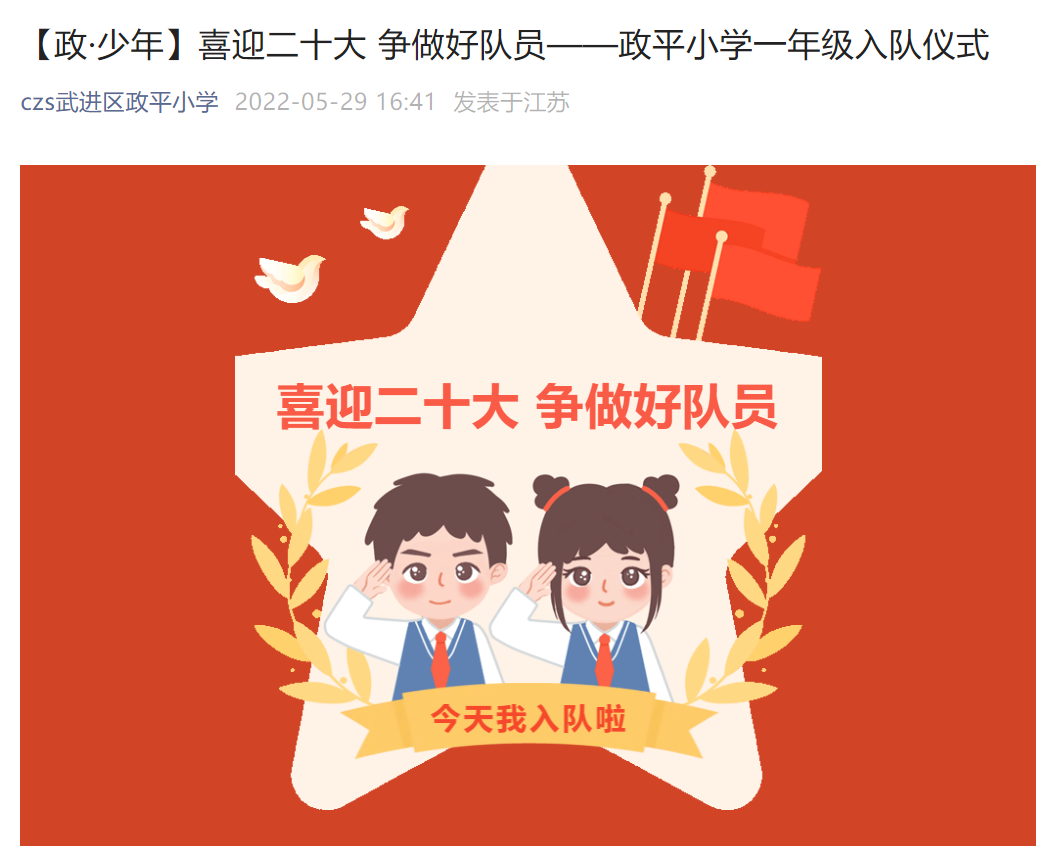 【政·少年】喜迎二十大 争做好队员——政平小学一年级入队仪式
czs武进区政平小学 2022-05-29 16:41 发表于江苏
喜迎二十大 争做好队员
今天我入队啦